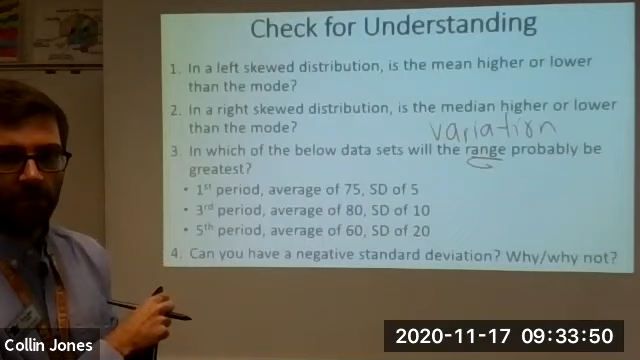 Check for Understanding
1. In a left skewed distribution, is the mean higher or lower
than the mode?
2. In a right skewed distribution, is the median higher or lower
than the mode?
variation
3. In which of the below data sets will the range probably be
greatest?
• 1st period, average of 75, SD of 5
• 3rd period, average of 80, SD of 10
• 5th period, average of 60, SD of 20
4. Can you have a negative standard deviation? Why/why not?
Collin Jones
2020-11-17 09:33:50